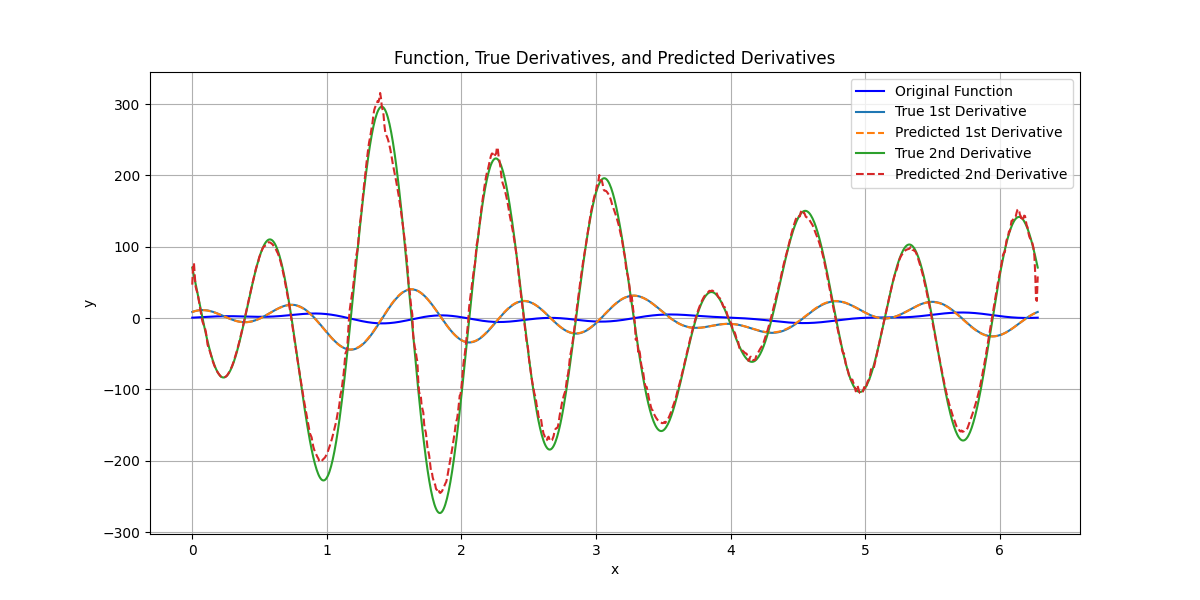 Function, True Derivatives, and Predicted Derivatives
Original Function
True 1st Derivative
Predicted 1st Derivative
True 2nd Derivative
Predicted 2nd Derivative
300
200
100
0
−100
−200
−300
y
0 1 2 3 4 5 6
x